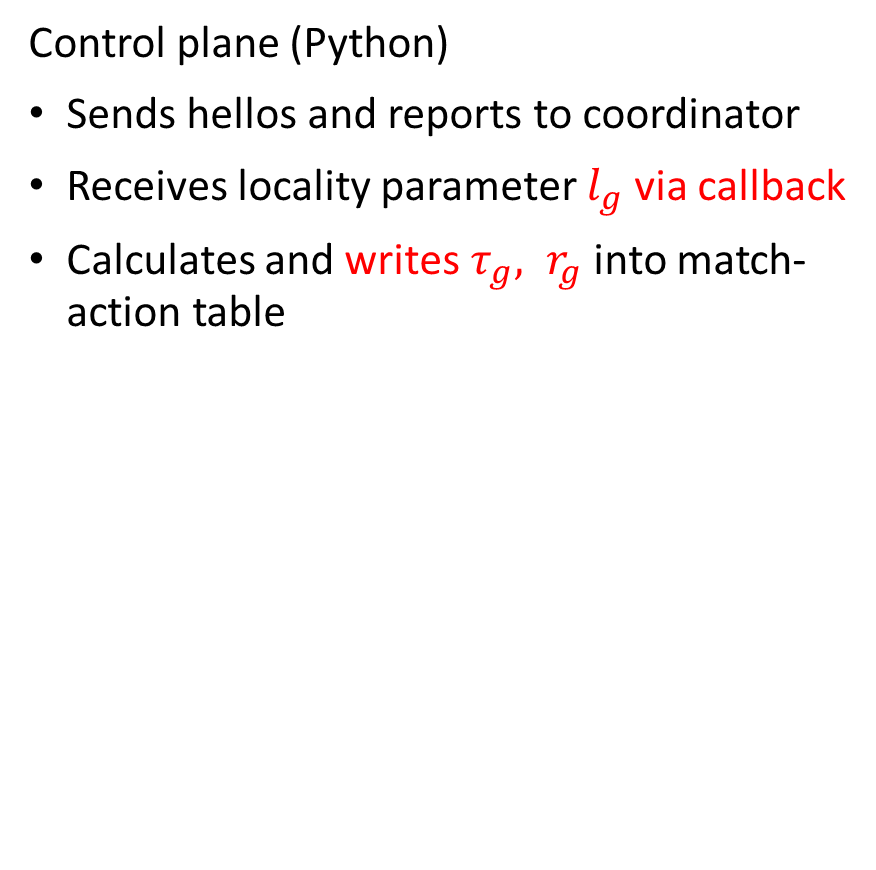 Control plane (Python)
• Sends hellos and reports to coordinator
• Receives locality parameter l_g via callback
• Calculates and writes τ_g, r_g into match-
action table